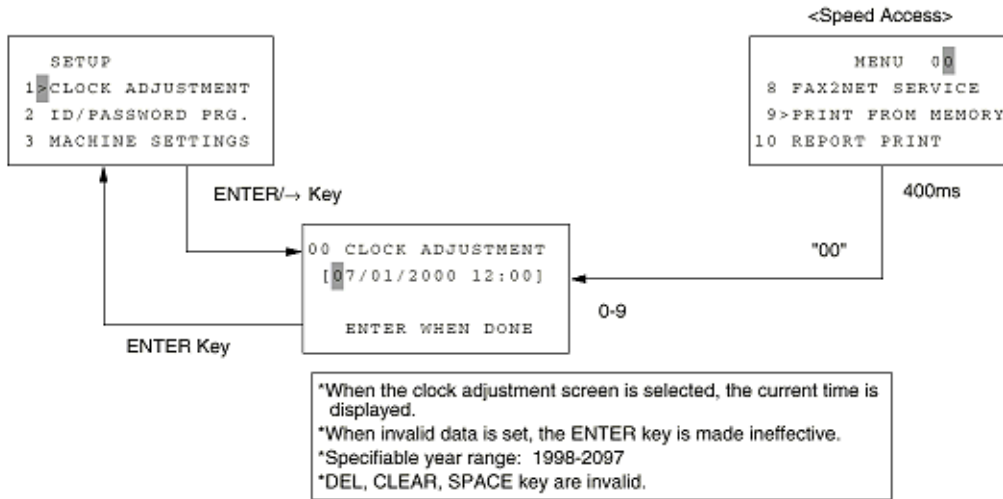 <Speed Access>
SETUP
1>CLOCK ADJUSTMENT
2 ID/PASSWORD PRG.
3 MACHINE SETTINGS
MENU 00
8 FAX2NET SERVICE
9>PRINT FROM MEMORY
10 REPORT PRINT
ENTER/→ Key
400ms
00 CLOCK ADJUSTMENT
[07/01/2000 12:00]
ENTER WHEN DONE
"00"
0-9
ENTER Key
*When the clock adjustment screen is selected, the current time is
displayed.
*When invalid data is set, the ENTER key is made ineffective.
*Specifiable year range: 1998-2097
*DEL, CLEAR, SPACE key are invalid.